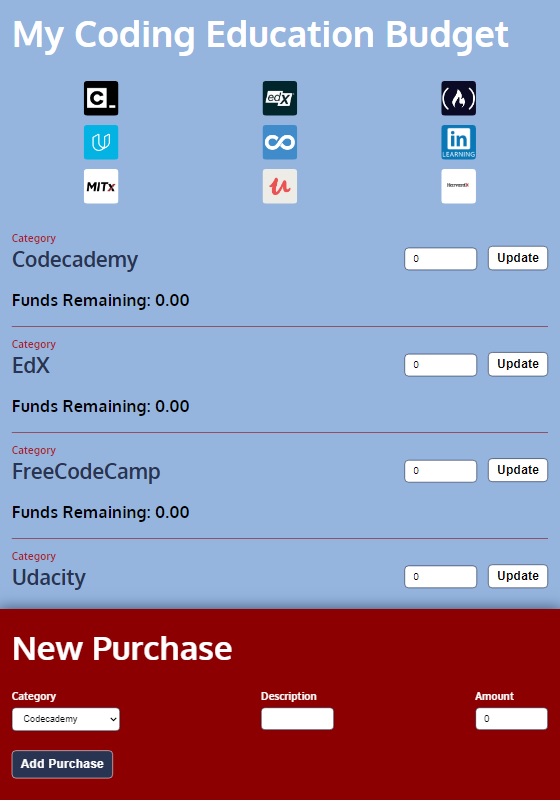 My Coding Education Budget
C_
edX
in
LEARNING
MITx
HarvardX
Category
Codecademy
0
Update
Funds Remaining: 0.00
Category
EdX
0
Update
Funds Remaining: 0.00
Category
FreeCodeCamp
0
Update
Funds Remaining: 0.00
Category
Udacity
0
Update
New Purchase
Category
Description
Amount
Codecademy
0
Add Purchase